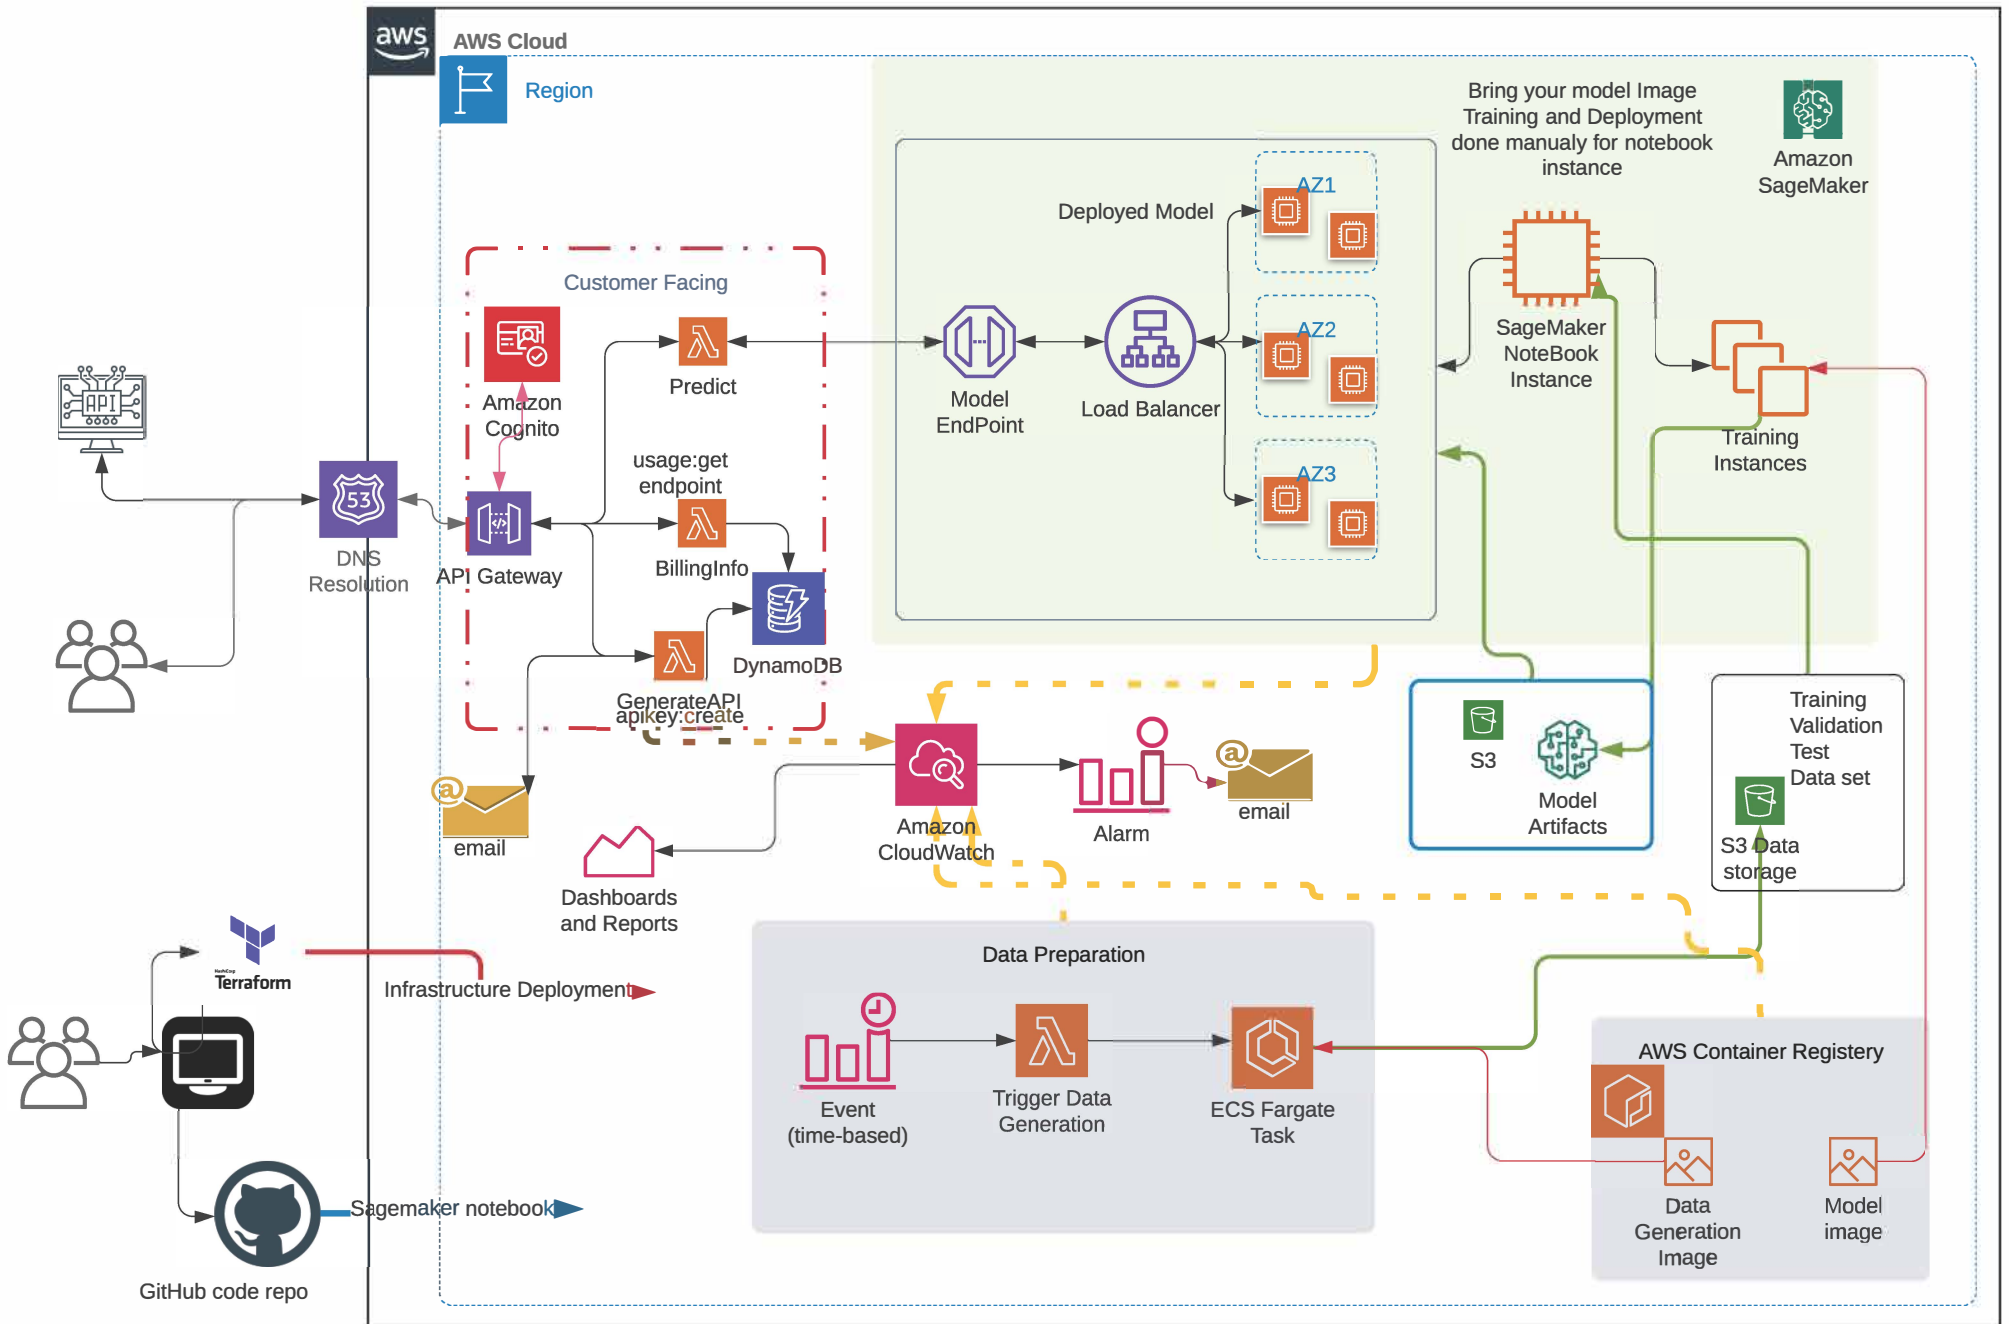 aws
AWS Cloud
Region
Bring your model Image
Training and Deployment
done manualy for notebook
instance
Amazon
SageMaker
Deployed Model
AZ1
AZ2
AZ3
Customer Facing
Amazon
Cognito
Predict
usage:get
endpoint
BillingInfo
API Gateway
DynamoDB
GenerateAPI
apikey:create
Model
EndPoint
Load Balancer
SageMaker
NoteBook
Instance
Training
Instances
API
53
DNS
Resolution
@
email
Amazon
CloudWatch
Alarm
@
email
Dashboards
and Reports
S3
Model
Artifacts
Training
Validation
Test
Data set
S3 Data
storage
HashiCorp
Terraform
Infrastructure Deployment
Data Preparation
Event
(time-based)
Trigger Data
Generation
ECS Fargate
Task
AWS Container Registery
Data
Generation
Image
Model
image
Sagemaker notebook
GitHub code repo